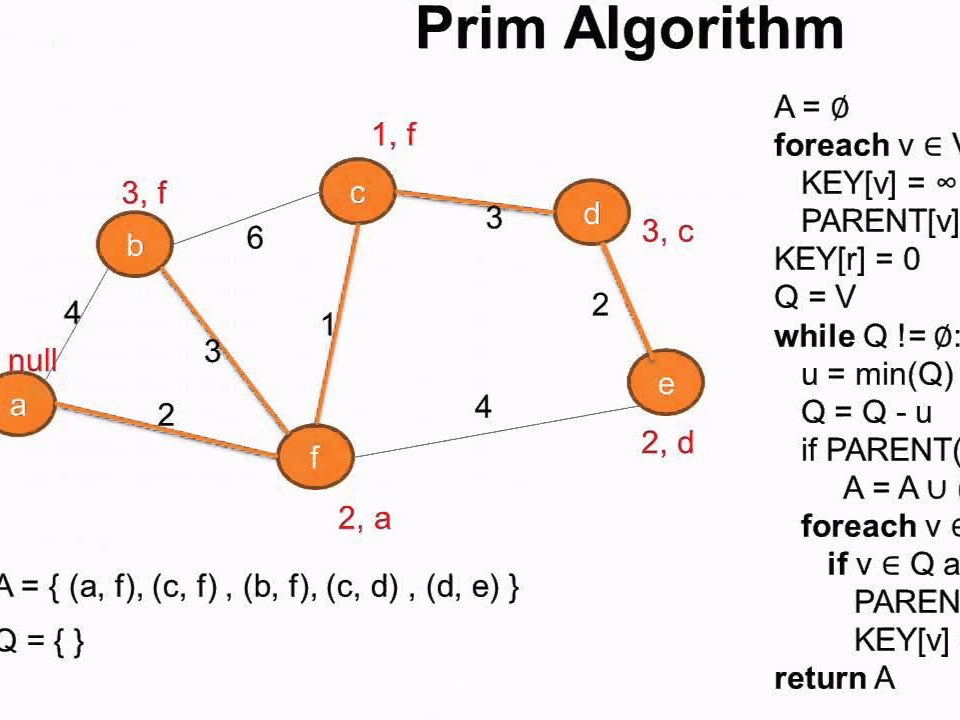 Prim Algorithm
1, f
3, f
c
d
3, c
b
6
3
4
3
1
2
null
a
2
f
4
e
2, d
2, a
A = { (a, f), (c, f) , (b, f), (c, d) , (d, e) }
Q = { }
A = ∅
foreach v ∈ V
KEY[v] = ∞
PARENT[v]
KEY[r] = 0
Q = V
while Q != ∅:
u = min(Q)
Q = Q - u
if PARENT(
A = A ∪ (
foreach v ∈
if v ∈ Q a
PAREN
KEY[v]
return A